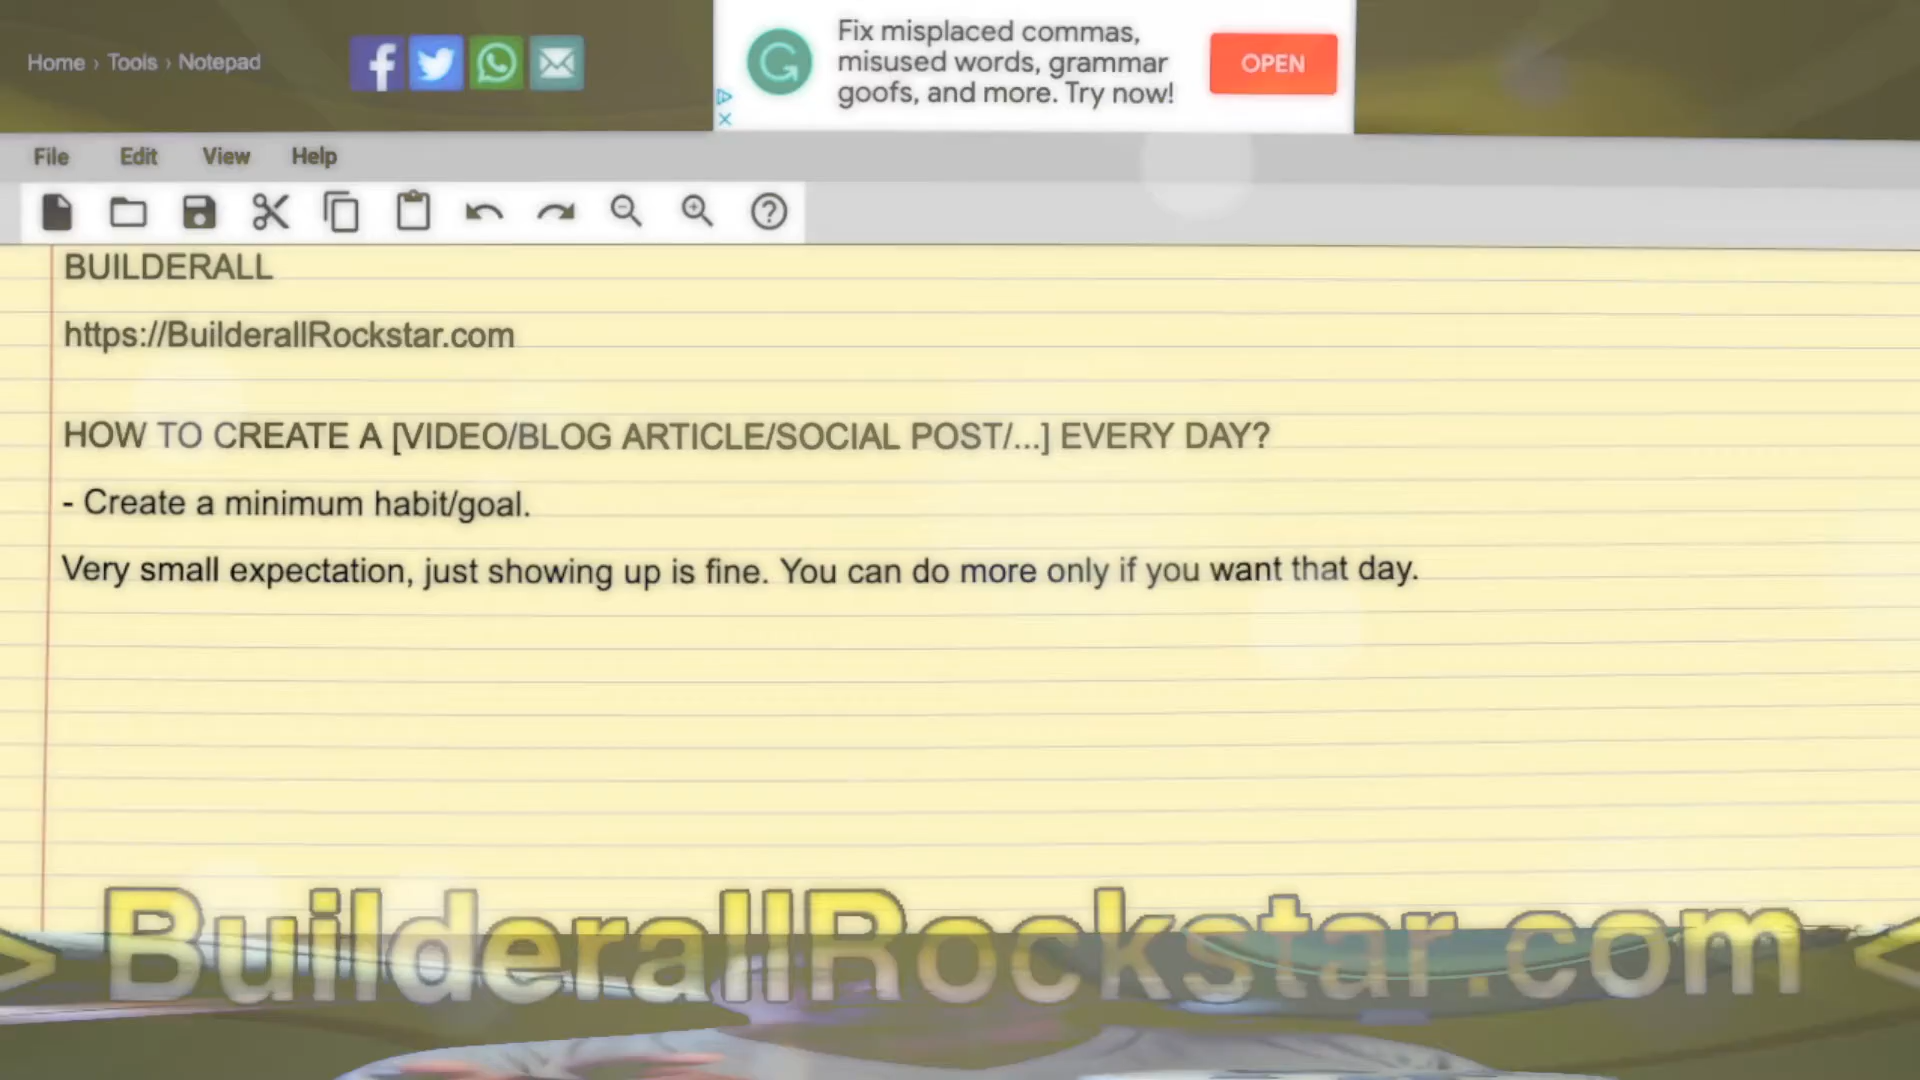 Home › Tools › Notepad
Fix misplaced commas,
misused words, grammar
goofs, and more. Try now!
OPEN
File Edit View Help
BUILDERALL
https://BuilderallRockstar.com
HOW TO CREATE A [VIDEO/BLOG ARTICLE/SOCIAL POST/...] EVERY DAY?
- Create a minimum habit/goal.
Very small expectation, just showing up is fine. You can do more only if you want that day.
> BuilderallRockstar.com <